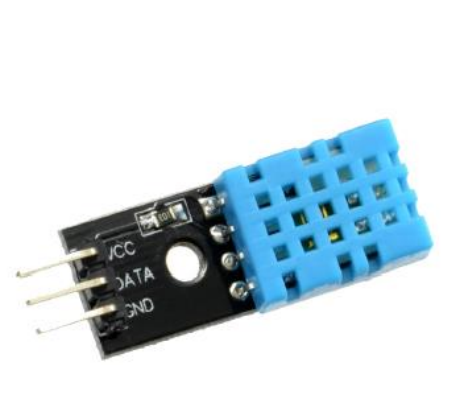 VCC
DATA
GND